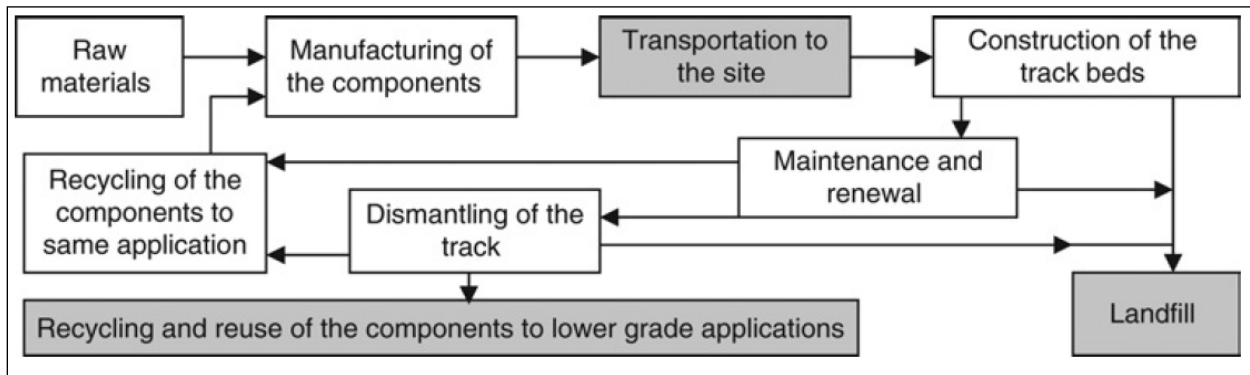 Raw
materials
Manufacturing of
the components
Transportation to
the site
Construction of the
track beds
Recycling of the
components to
same application
Dismantling of the
track
Maintenance and
renewal
Recycling and reuse of the components to lower grade applications
Landfill